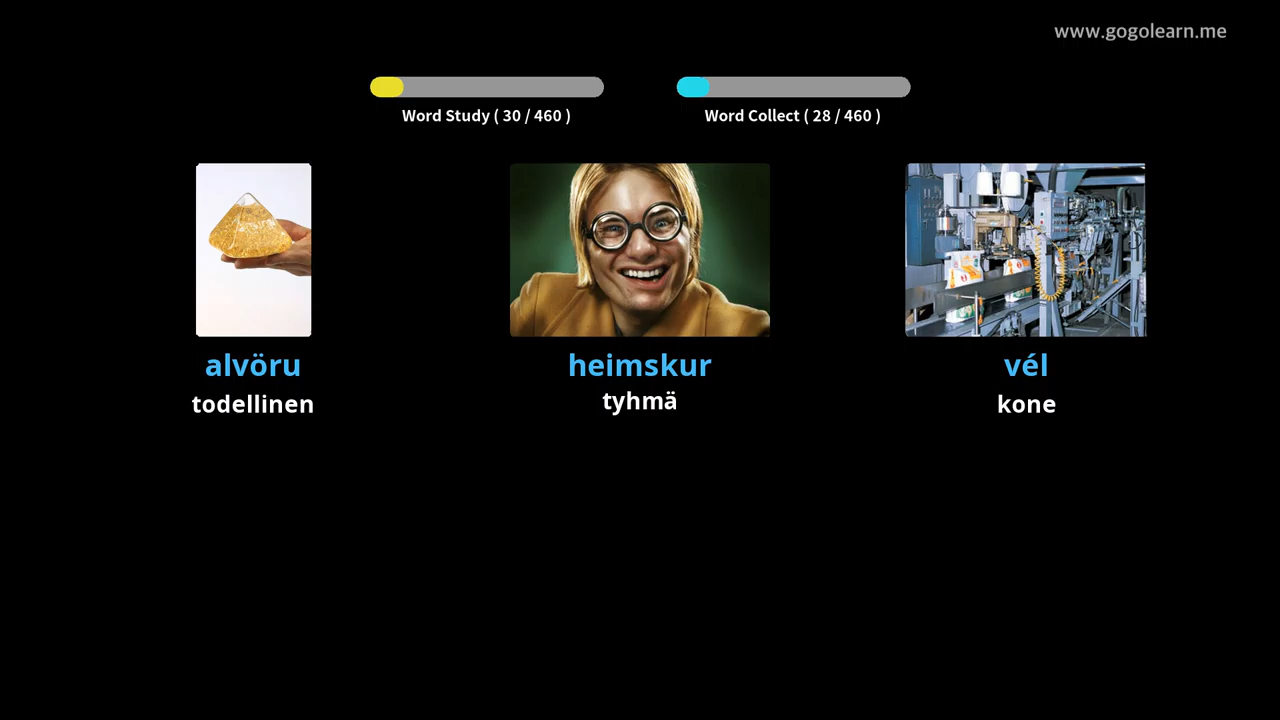 www.gogolearn.me
Word Study ( 30 / 460 )
Word Collect ( 28 / 460 )
alvöru
heimskur
vél
todellinen
tyhmä
kone